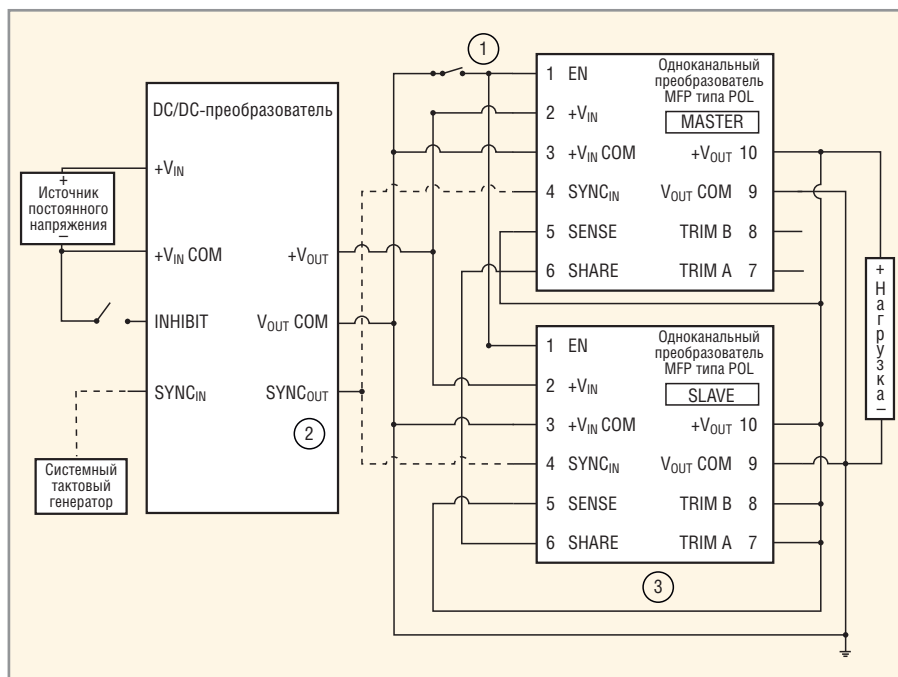 1
DC/DC-преобразователь
+VIN
+
Источник
постоянного
напряжения
–
+VIN COM
+VOUT
INHIBIT
VOUT COM
SYNCIN
SYNCOUT
2
Системный
тактовый
генератор
Одноканальный
преобразователь
MFP типа POL
MASTER
1 EN
2 +VIN
3 +VIN COM
+VOUT 10
4 SYNCIN
VOUT COM 9
5 SENSE
TRIM B 8
6 SHARE
TRIM A 7
Одноканальный
преобразователь
MFP типа POL
SLAVE
1 EN
2 +VIN
3 +VIN COM
+VOUT 10
4 SYNCIN
VOUT COM 9
5 SENSE
TRIM B 8
6 SHARE
TRIM A 7
3
+ Нагрузка –